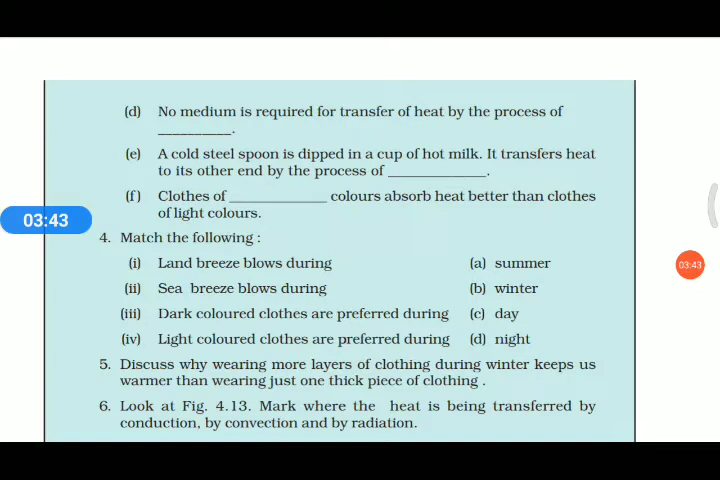 (d) No medium is required for transfer of heat by the process of
__________.
(e) A cold steel spoon is dipped in a cup of hot milk. It transfers heat
to its other end by the process of _____________.
(f) Clothes of _____________ colours absorb heat better than clothes
of light colours.
03:43
4. Match the following :
03:43
(i) Land breeze blows during (a) summer
(ii) Sea breeze blows during (b) winter
(iii) Dark coloured clothes are preferred during (c) day
(iv) Light coloured clothes are preferred during (d) night
5. Discuss why wearing more layers of clothing during winter keeps us
warmer than wearing just one thick piece of clothing .
6. Look at Fig. 4.13. Mark where the heat is being transferred by
conduction, by convection and by radiation.